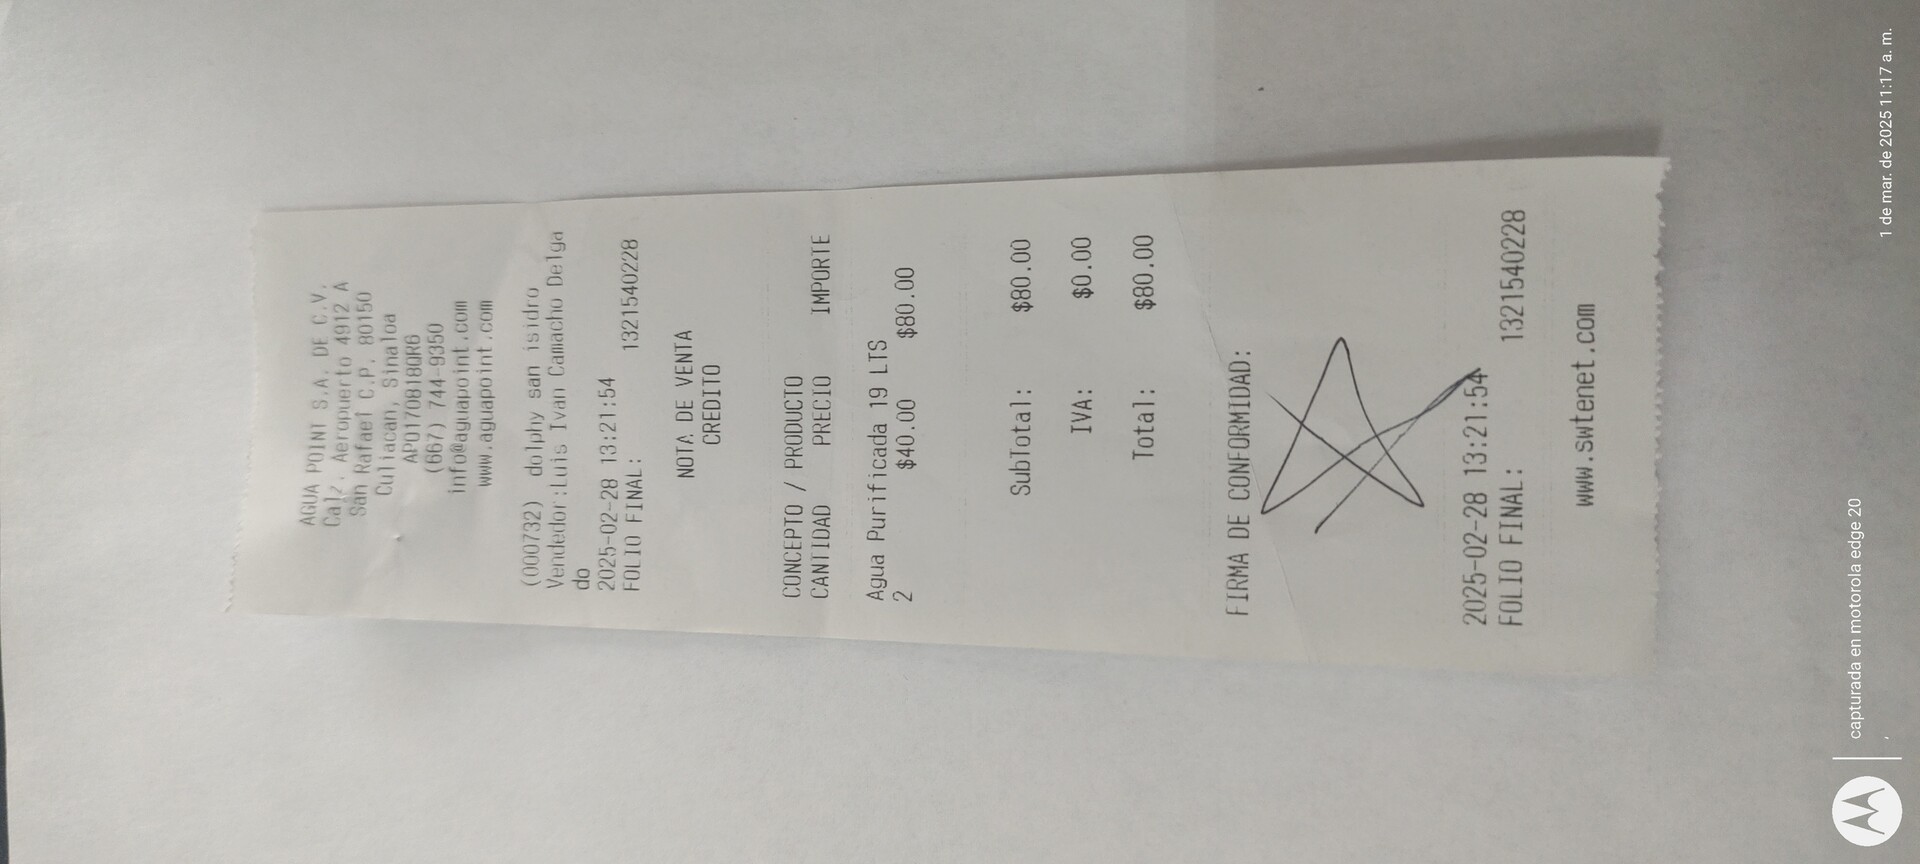 AGUA POINT S.A. DE C.V.
Calz. Aeropuerto 4912 A
San Rafael C.P. 80150
Culiacan, Sinaloa
APO170818QR6
(667) 744-9350
info@aguapoint.com
www.aguapoint.com
(000732) dolphy san isidro
Vendedor:Luis Ivan Camacho Delga
do
2025-02-28 13:21:54
FOLIO FINAL: 1321540228
NOTA DE VENTA
CREDITO
CONCEPTO / PRODUCTO
CANTIDAD PRECIO IMPORTE
Agua Purificada 19 LTS
2 $40.00 $80.00
SubTotal: $80.00
IVA: $0.00
Total: $80.00
FIRMA DE CONFORMIDAD:
2025-02-28 13:21:54
FOLIO FINAL: 1321540228
www.swtenet.com
capturada en motorola edge 20
, 1 de mar. de 2025 11:17 a. m.